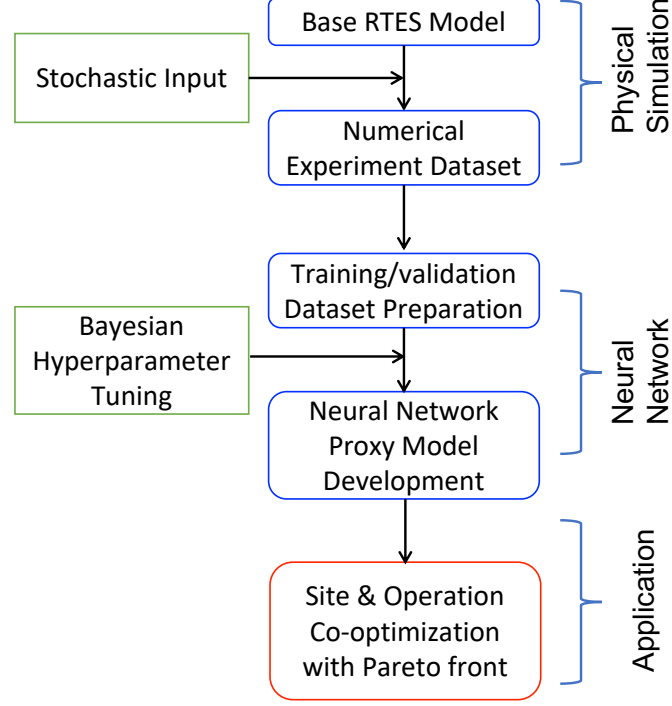 Base RTES Model
Stochastic Input
Numerical
Experiment Dataset
Physical
Simulation
Training/validation
Dataset Preparation
Bayesian
Hyperparameter
Tuning
Neural Network
Proxy Model
Development
Neural
Network
Site & Operation
Co-optimization
with Pareto front
Application